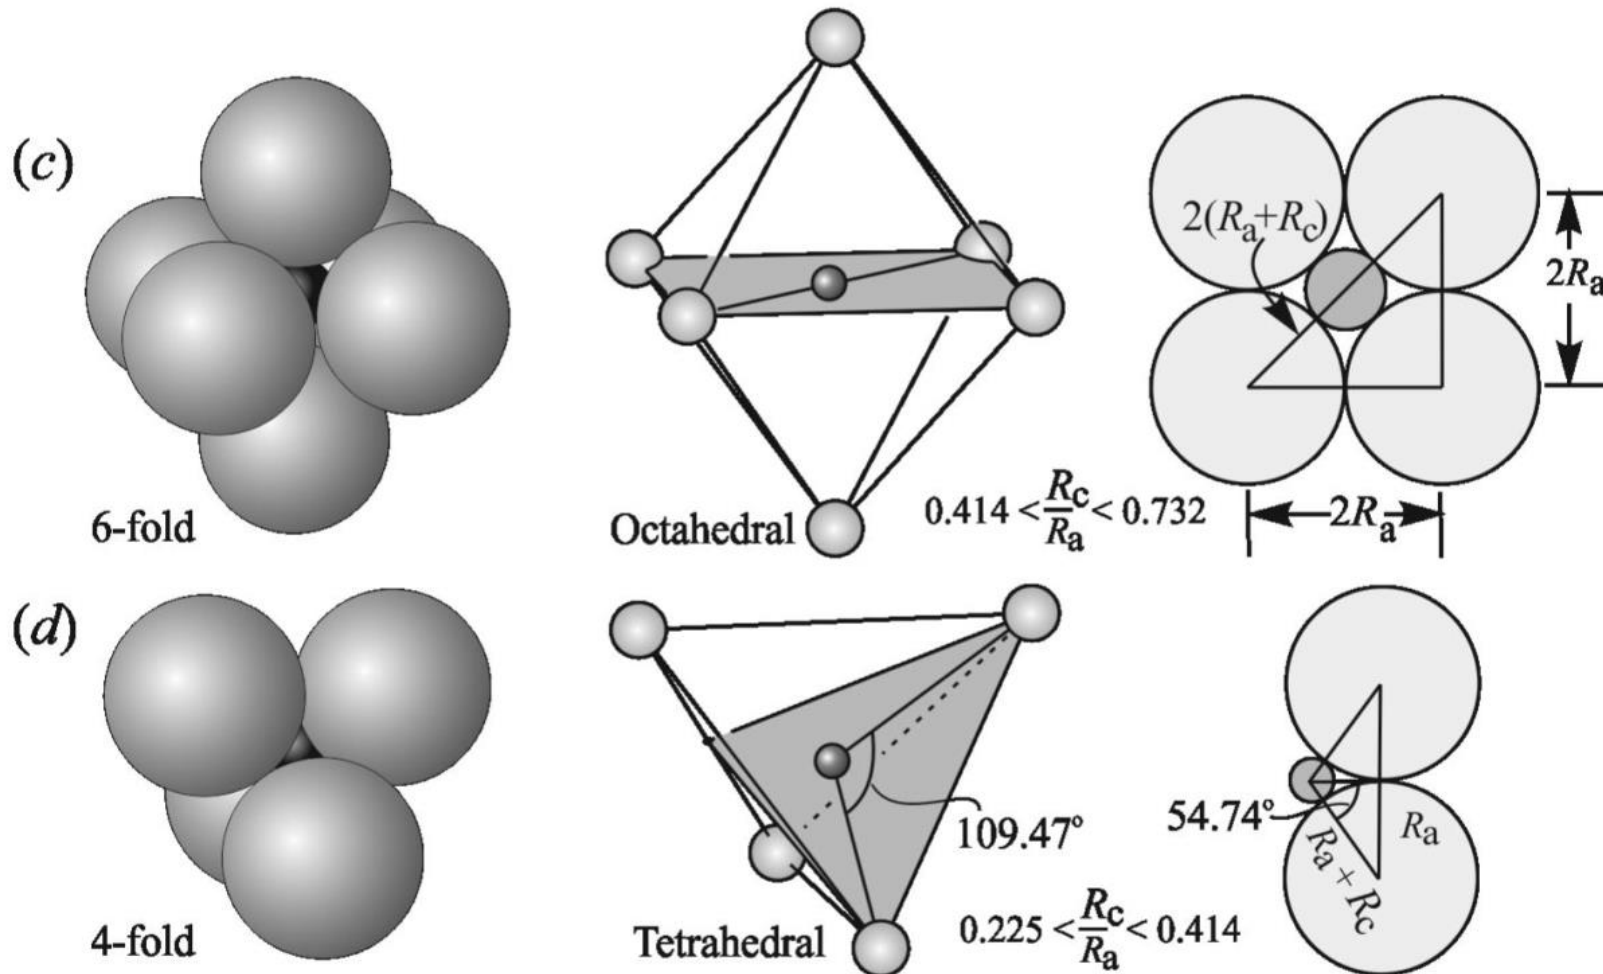 (c)
6-fold
Octahedral
0.414 < Rc/Ra < 0.732
2(Ra+Rc)
2Ra
2Ra
(d)
4-fold
Tetrahedral
109.47°
0.225 < Rc/Ra < 0.414
54.74°
Ra
Ra + Rc